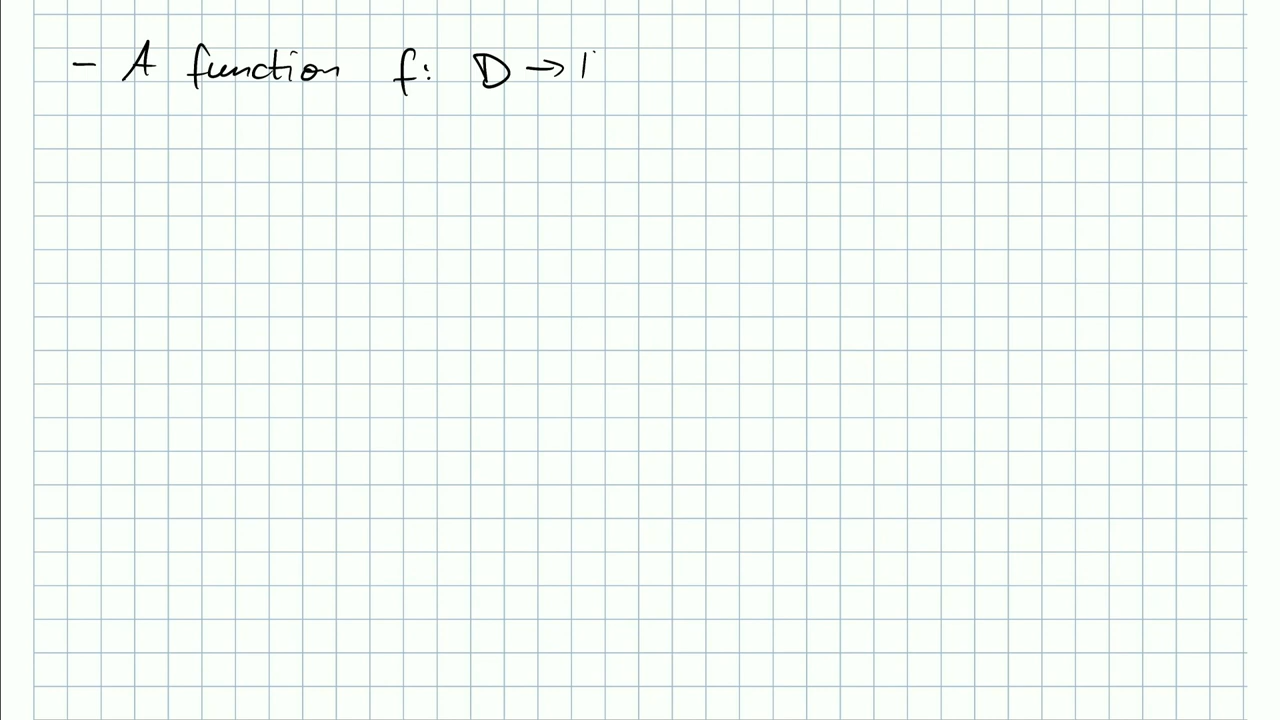 - A function f: D →